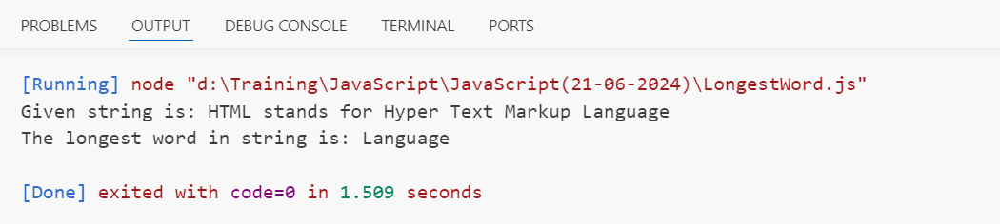 PROBLEMS OUTPUT DEBUG CONSOLE TERMINAL PORTS
[Running] node "d:\Training\JavaScript\JavaScript(21-06-2024)\LongestWord.js"
Given string is: HTML stands for Hyper Text Markup Language
The longest word in string is: Language
[Done] exited with code=0 in 1.509 seconds